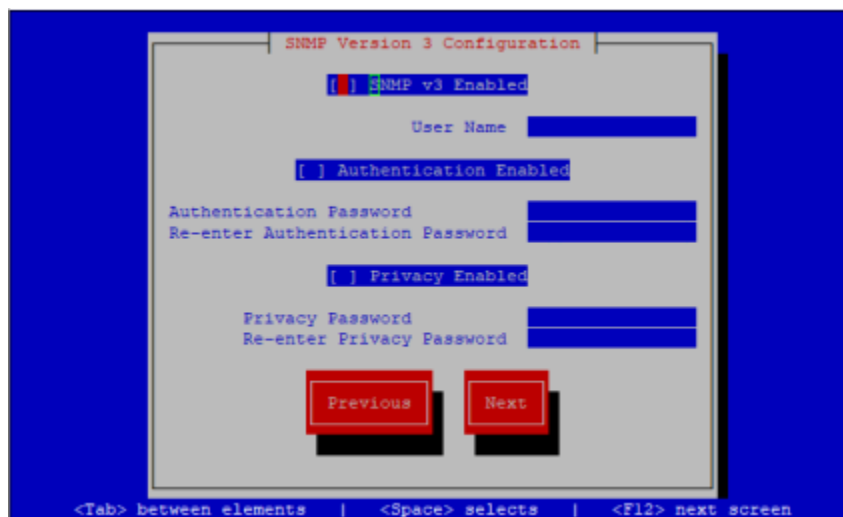 SNMP Version 3 Configuration
[ ] SNMP v3 Enabled
User Name
[ ] Authentication Enabled
Authentication Password
Re-enter Authentication Password
[ ] Privacy Enabled
Privacy Password
Re-enter Privacy Password
Previous Next
<Tab> between elements | <Space> selects | <F12> next screen